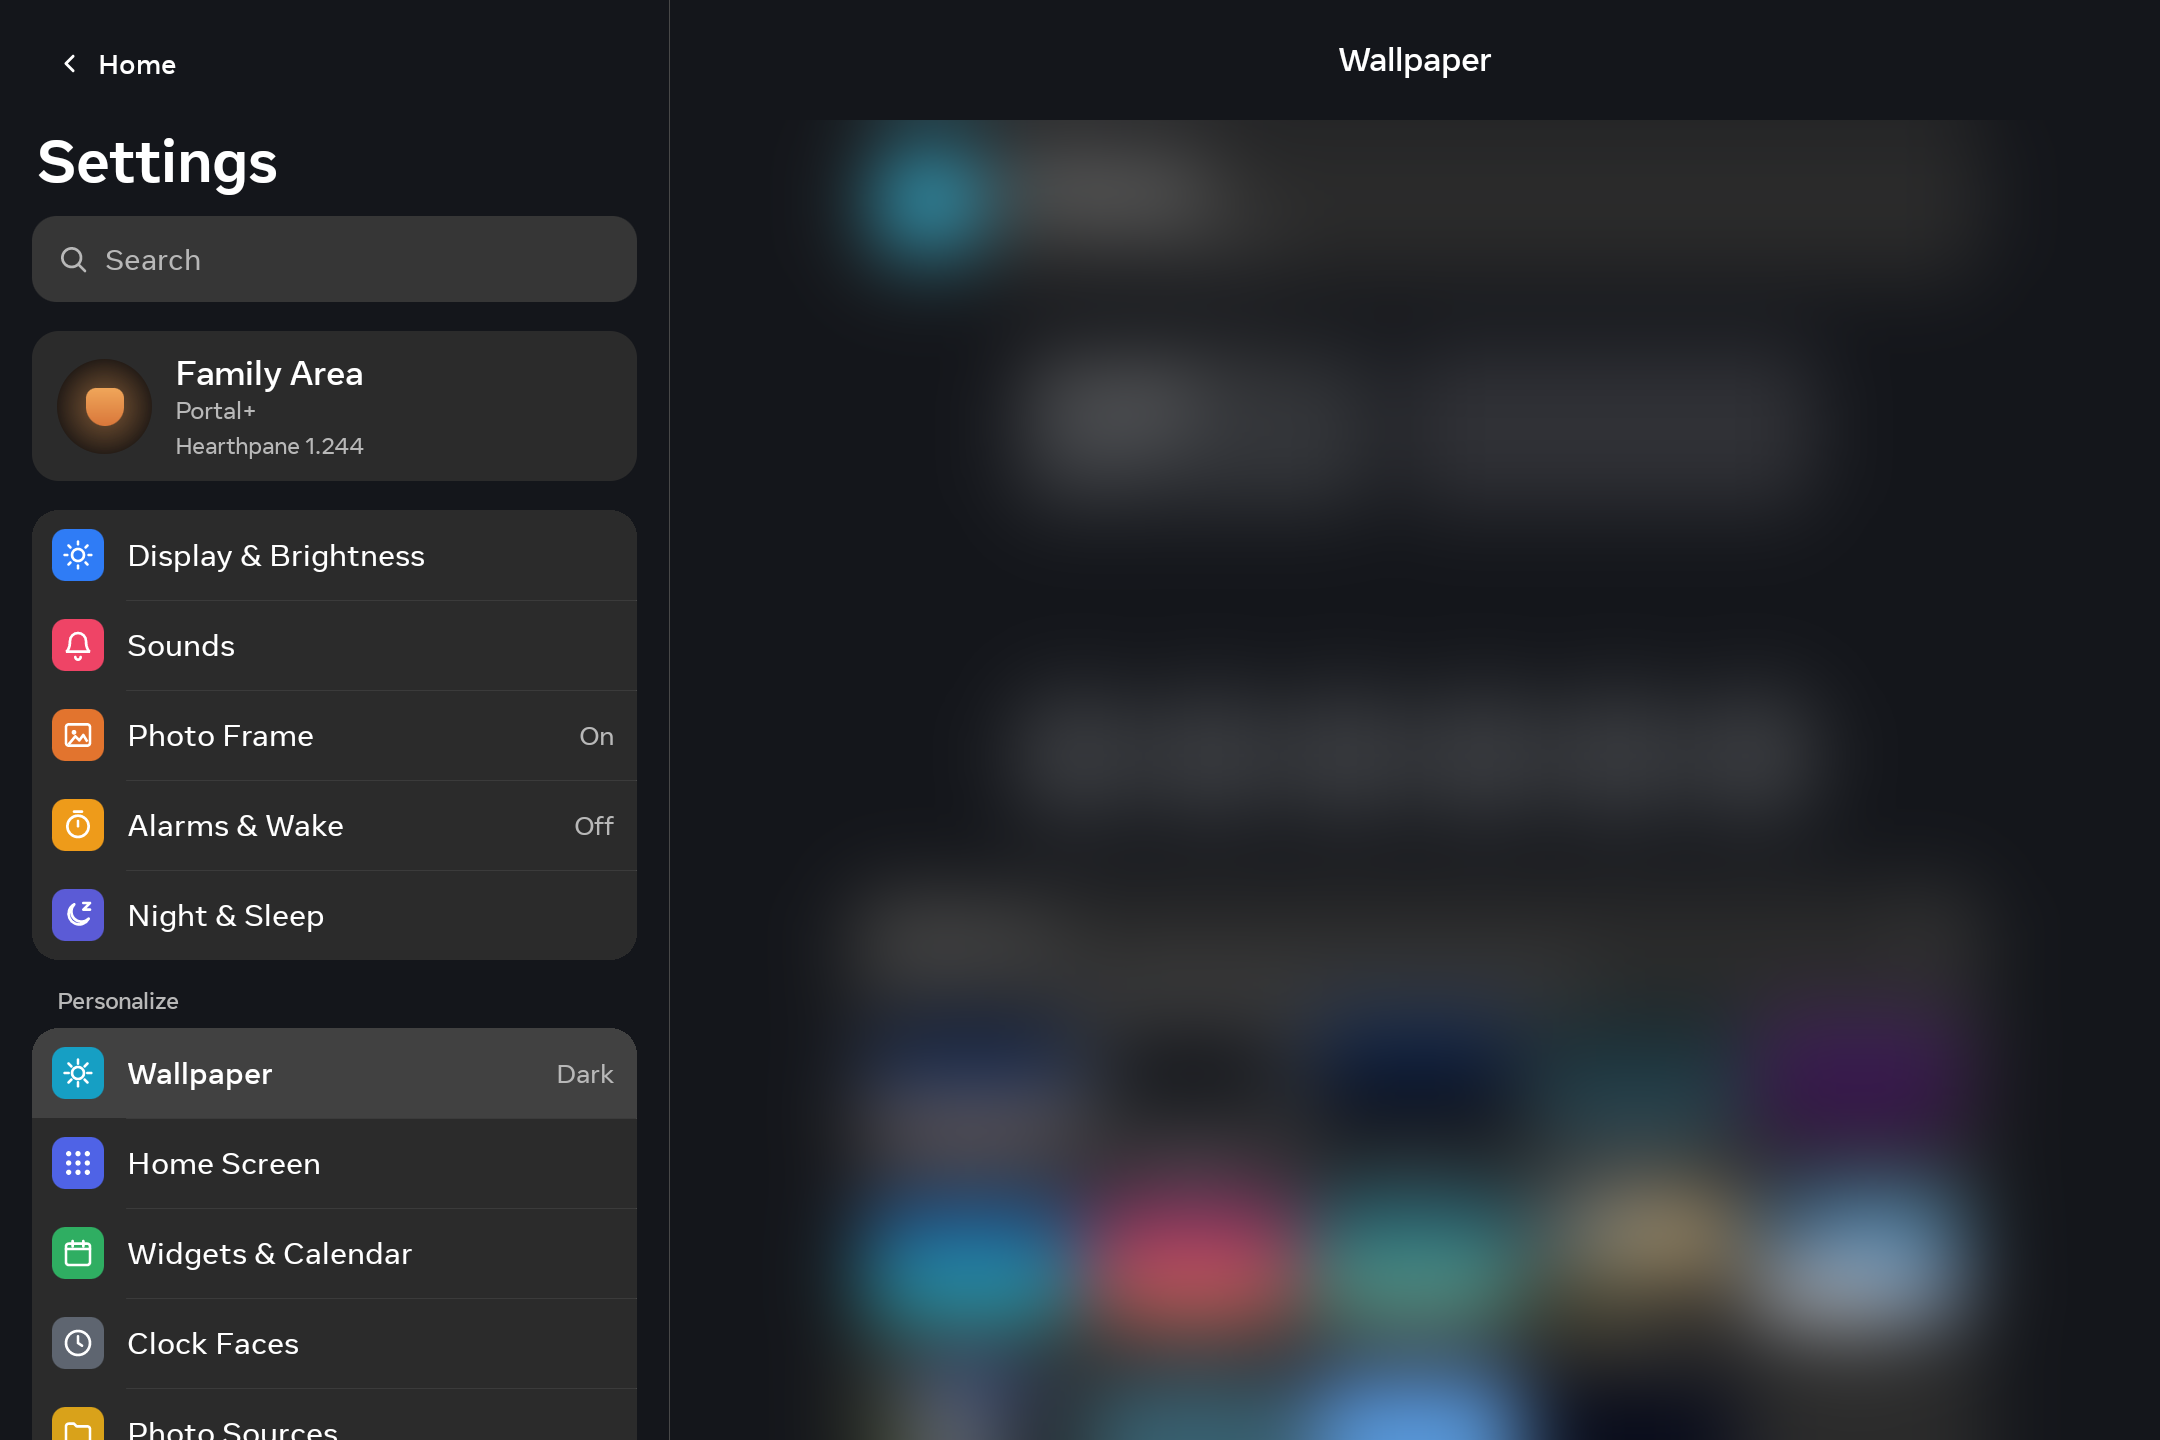 Home
Settings
Search
Family Area
Portal+
Hearthpane 1.244
Display & Brightness
Sounds
Photo Frame On
Alarms & Wake Off
Night & Sleep
Personalize
Wallpaper Dark
Home Screen
Widgets & Calendar
Clock Faces
Photo Sources
Wallpaper